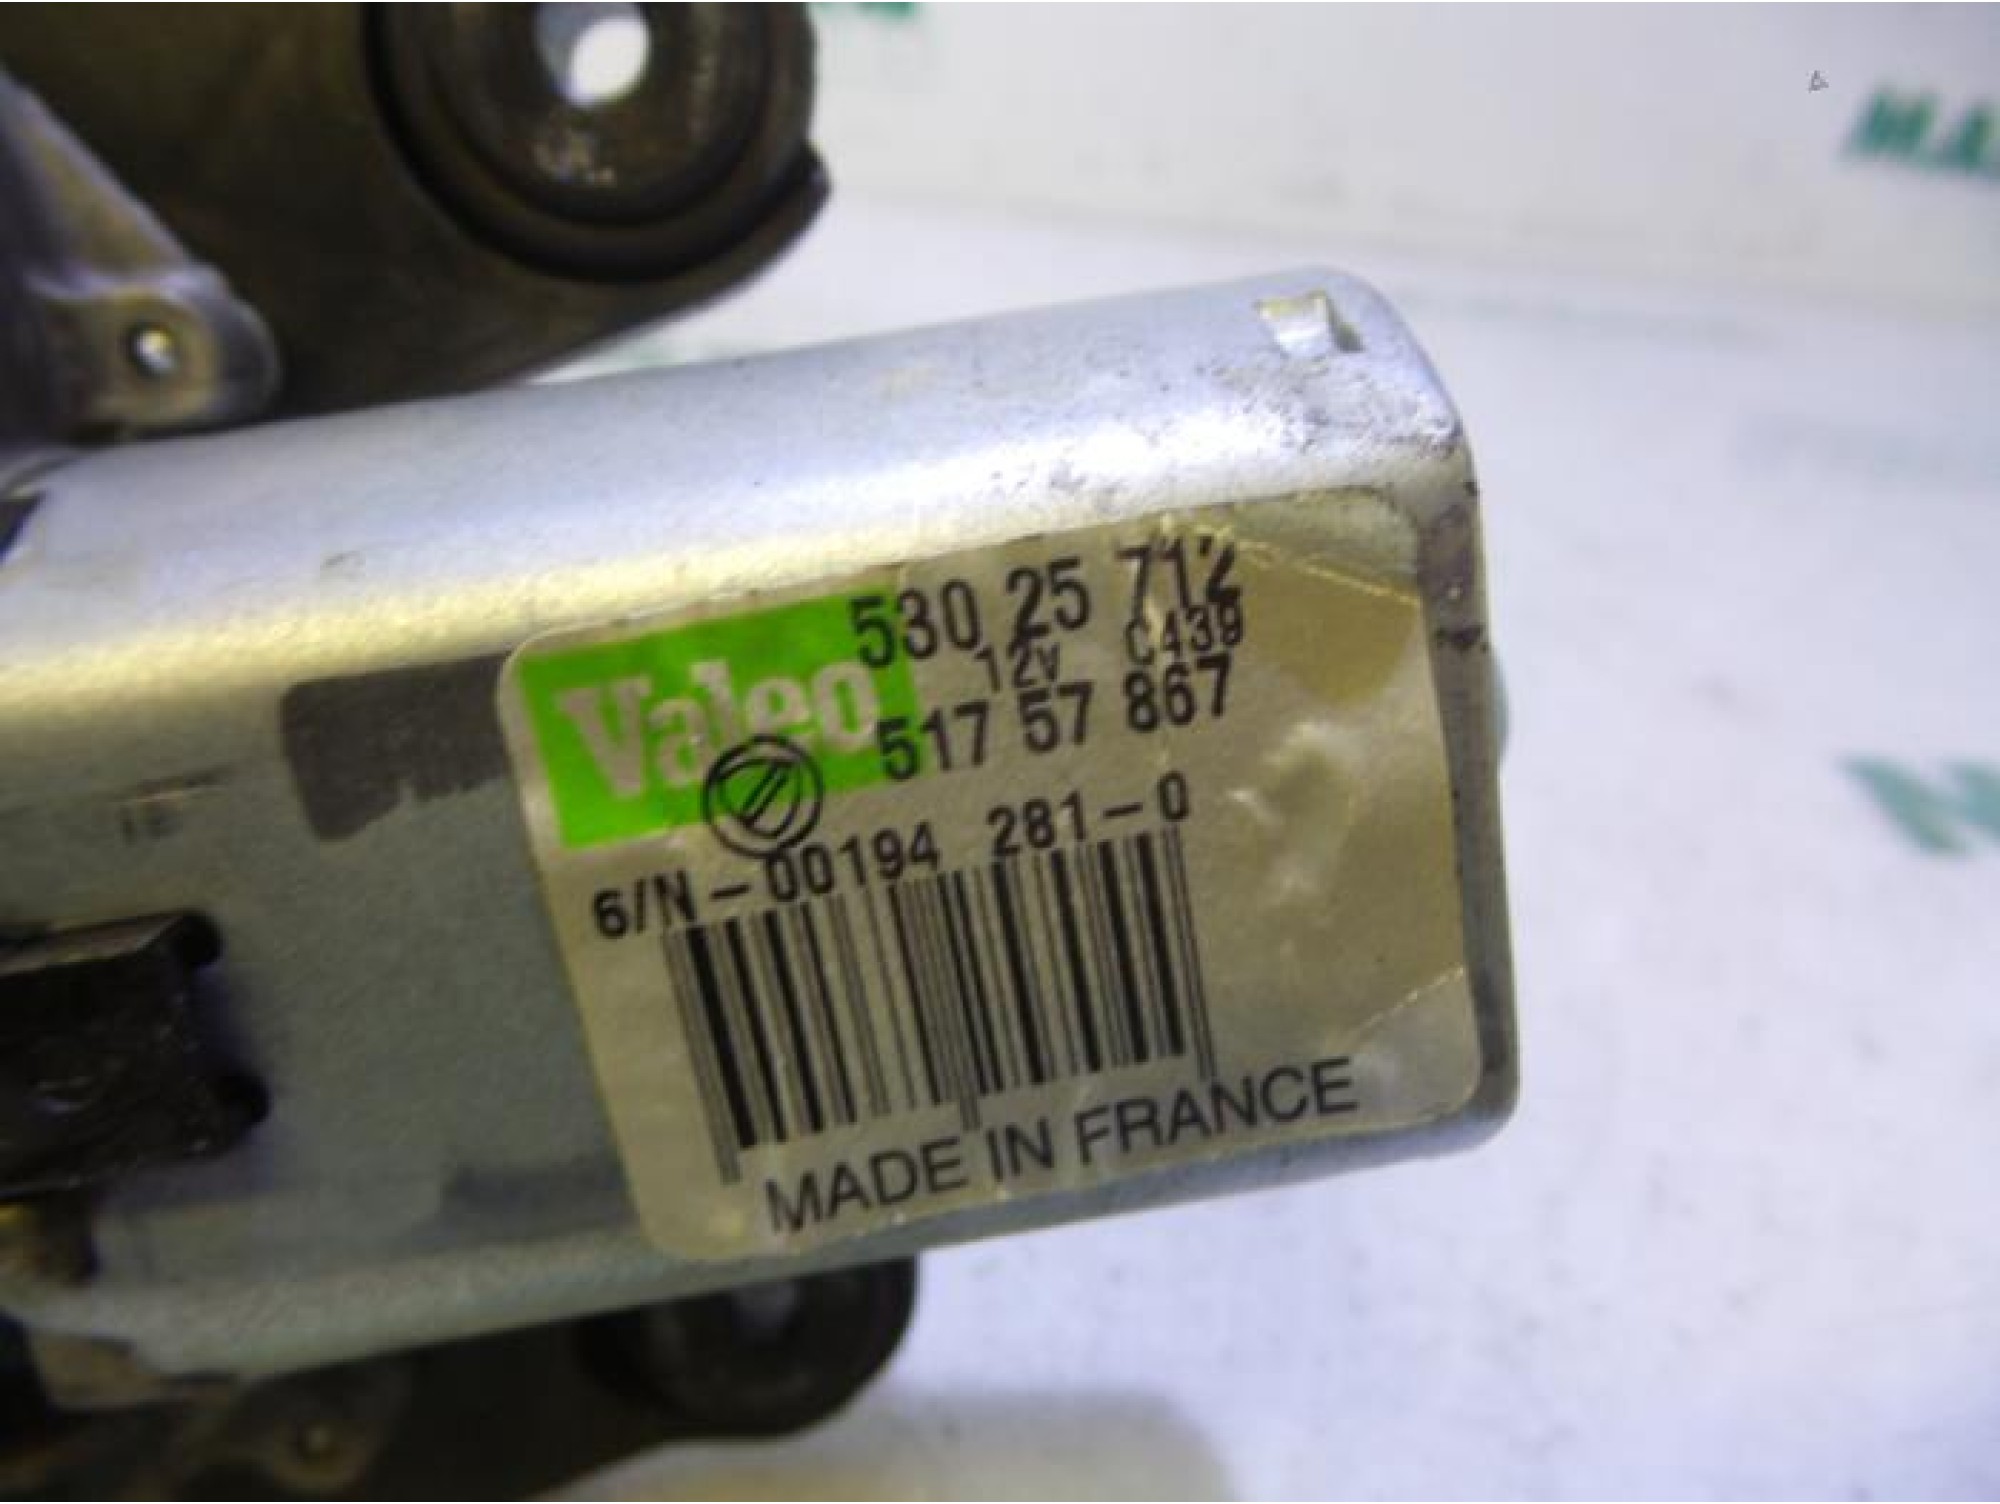 Valeo
530 25 712
12v C439
517 57 867
6/N-00194 281-0
MADE IN FRANCE
M.A.